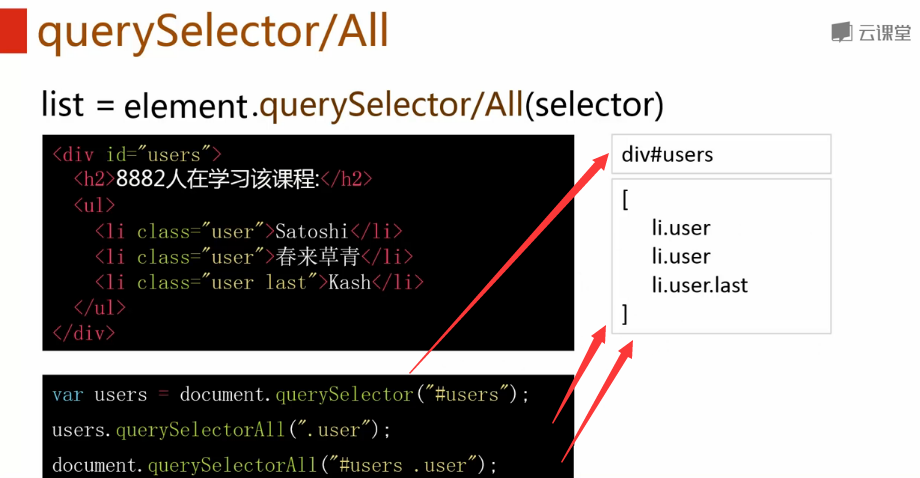 querySelector/All
云课堂
list = element.querySelector/All(selector)
<div id="users">
<h2>8882人在学习该课程:</h2>
<ul>
<li class="user">Satoshi</li>
<li class="user">春来草青</li>
<li class="user last">Kash</li>
</ul>
</div>
div#users
[
li.user
li.user
li.user.last
]
var users = document.querySelector("#users");
users.querySelectorAll(".user");
document.querySelectorAll("#users .user");